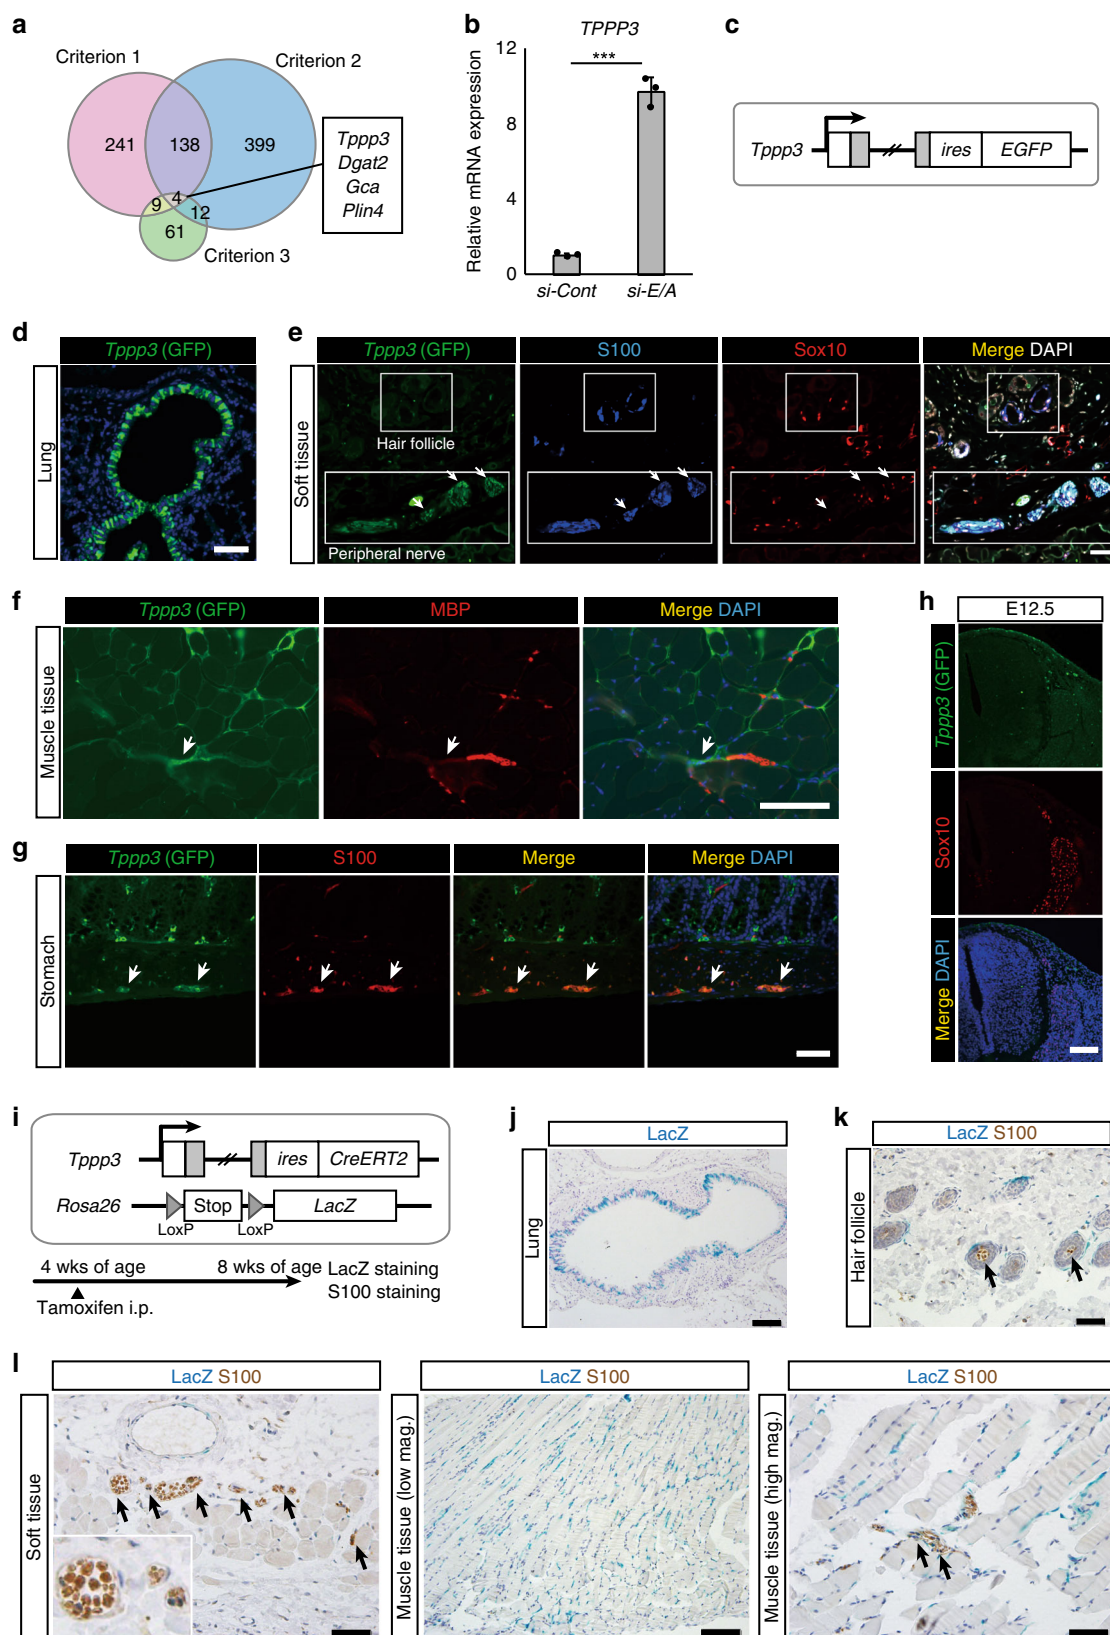 a
Criterion 1
Criterion 2
241
138
399
9
4
12
61
Criterion 3
Tppp3
Dgat2
Gca
Plin4
b
TPPP3
***
Relative mRNA expression
12
8
4
0
si-Cont
si-E/A
c
Tppp3
ires
EGFP
d
Tppp3 (GFP)
Lung
e
Tppp3 (GFP)
S100
Sox10
Merge DAPI
Soft tissue
Hair follicle
Peripheral nerve
f
Tppp3 (GFP)
MBP
Merge DAPI
Muscle tissue
g
Tppp3 (GFP)
S100
Merge
Merge DAPI
Stomach
h
E12.5
Tppp3 (GFP)
Sox10
Merge DAPI
i
Tppp3
ires
CreERT2
Rosa26
Stop
LacZ
LoxP
LoxP
4 wks of age
8 wks of age
LacZ staining
S100 staining
Tamoxifen i.p.
j
LacZ
Lung
k
LacZ S100
Hair follicle
l
LacZ S100
Soft tissue
LacZ S100
Muscle tissue (low mag.)
LacZ S100
Muscle tissue (high mag.)